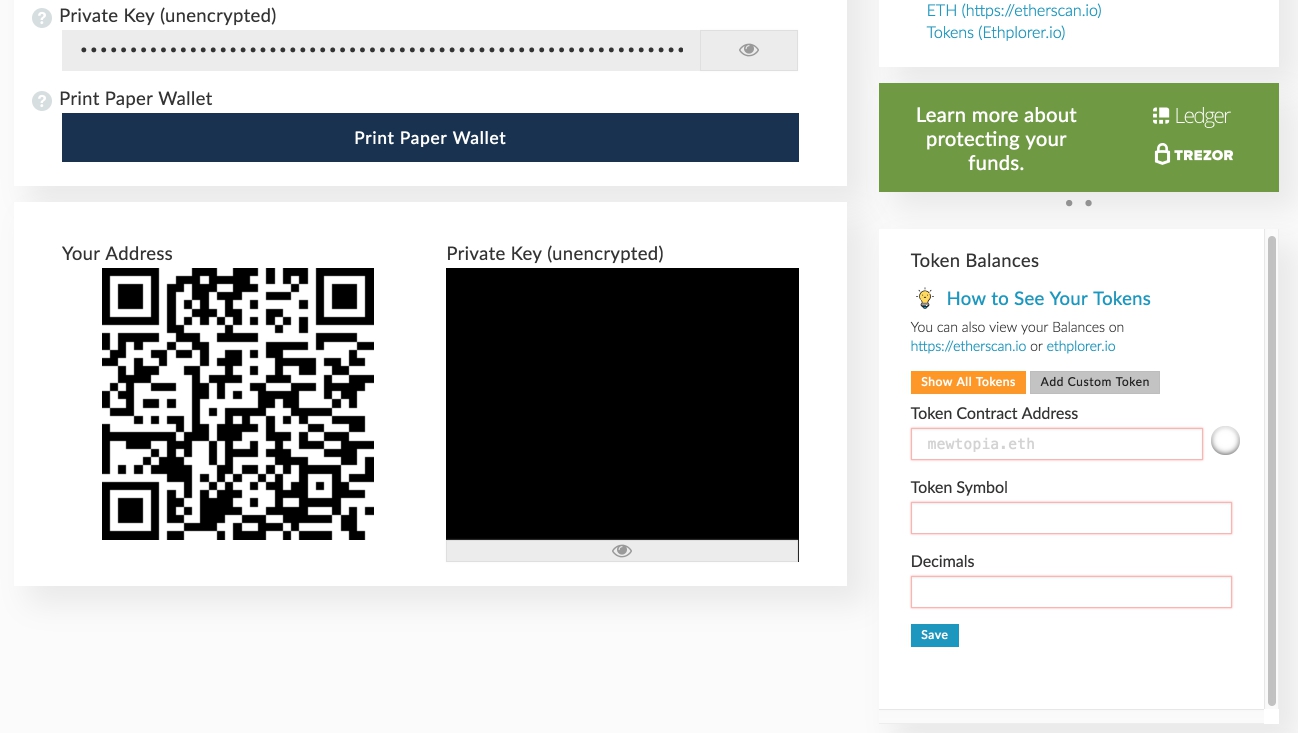 Private Key (unencrypted)
Print Paper Wallet
Print Paper Wallet
Your Address
Private Key (unencrypted)
ETH (https://etherscan.io)
Tokens (Ethplorer.io)
Learn more about
protecting your
funds.
Ledger
TREZOR
Token Balances
How to See Your Tokens
You can also view your Balances on
https://etherscan.io or ethplorer.io
Show All Tokens Add Custom Token
Token Contract Address
mewtopia.eth
Token Symbol
Decimals
Save